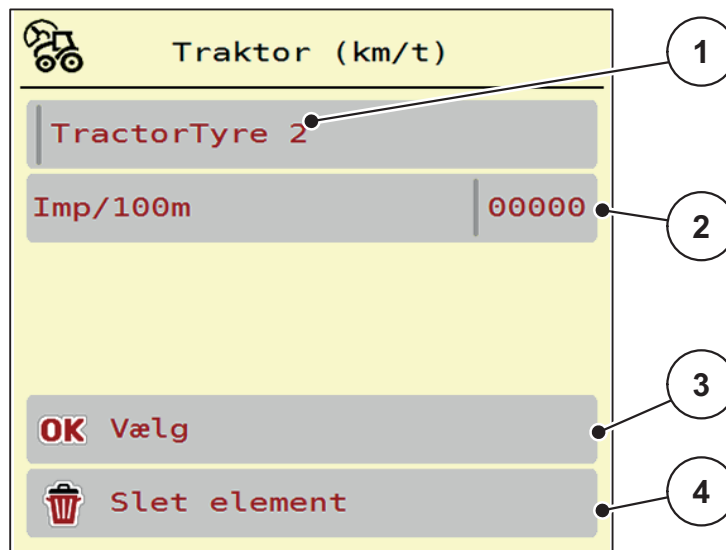 Traktor (km/t)
1
TractorTyre 2
Imp/100m 00000
2
OK Vælg
3
Slet element
4